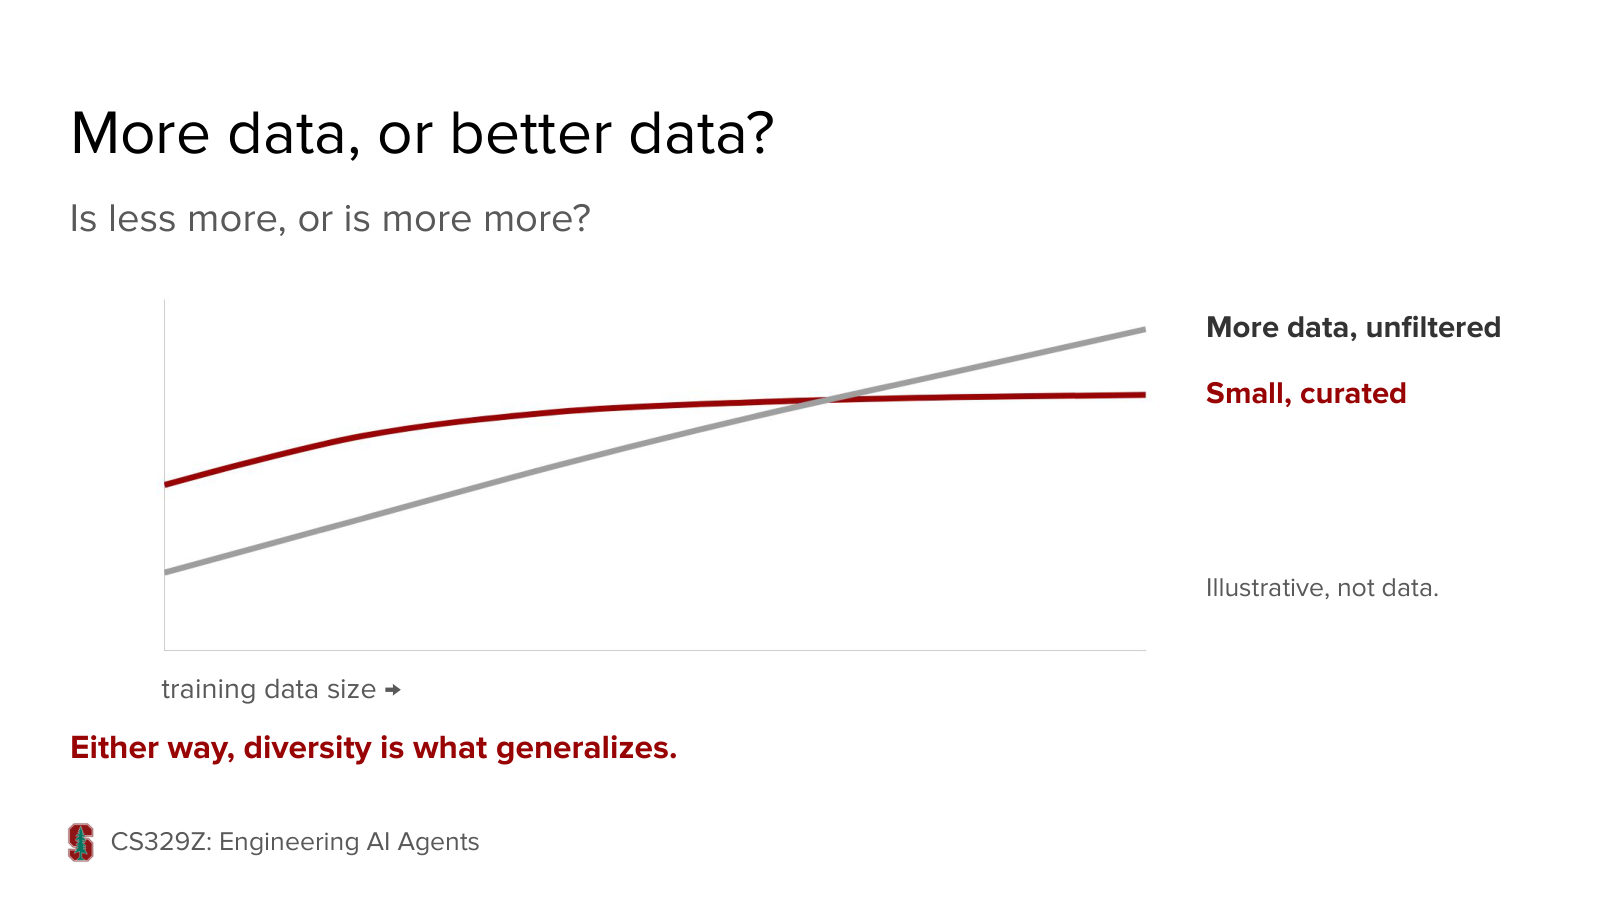 More data, or better data?
Is less more, or is more more?
More data, unfiltered
Small, curated
Illustrative, not data.
training data size →
Either way, diversity is what generalizes.
CS329Z: Engineering AI Agents